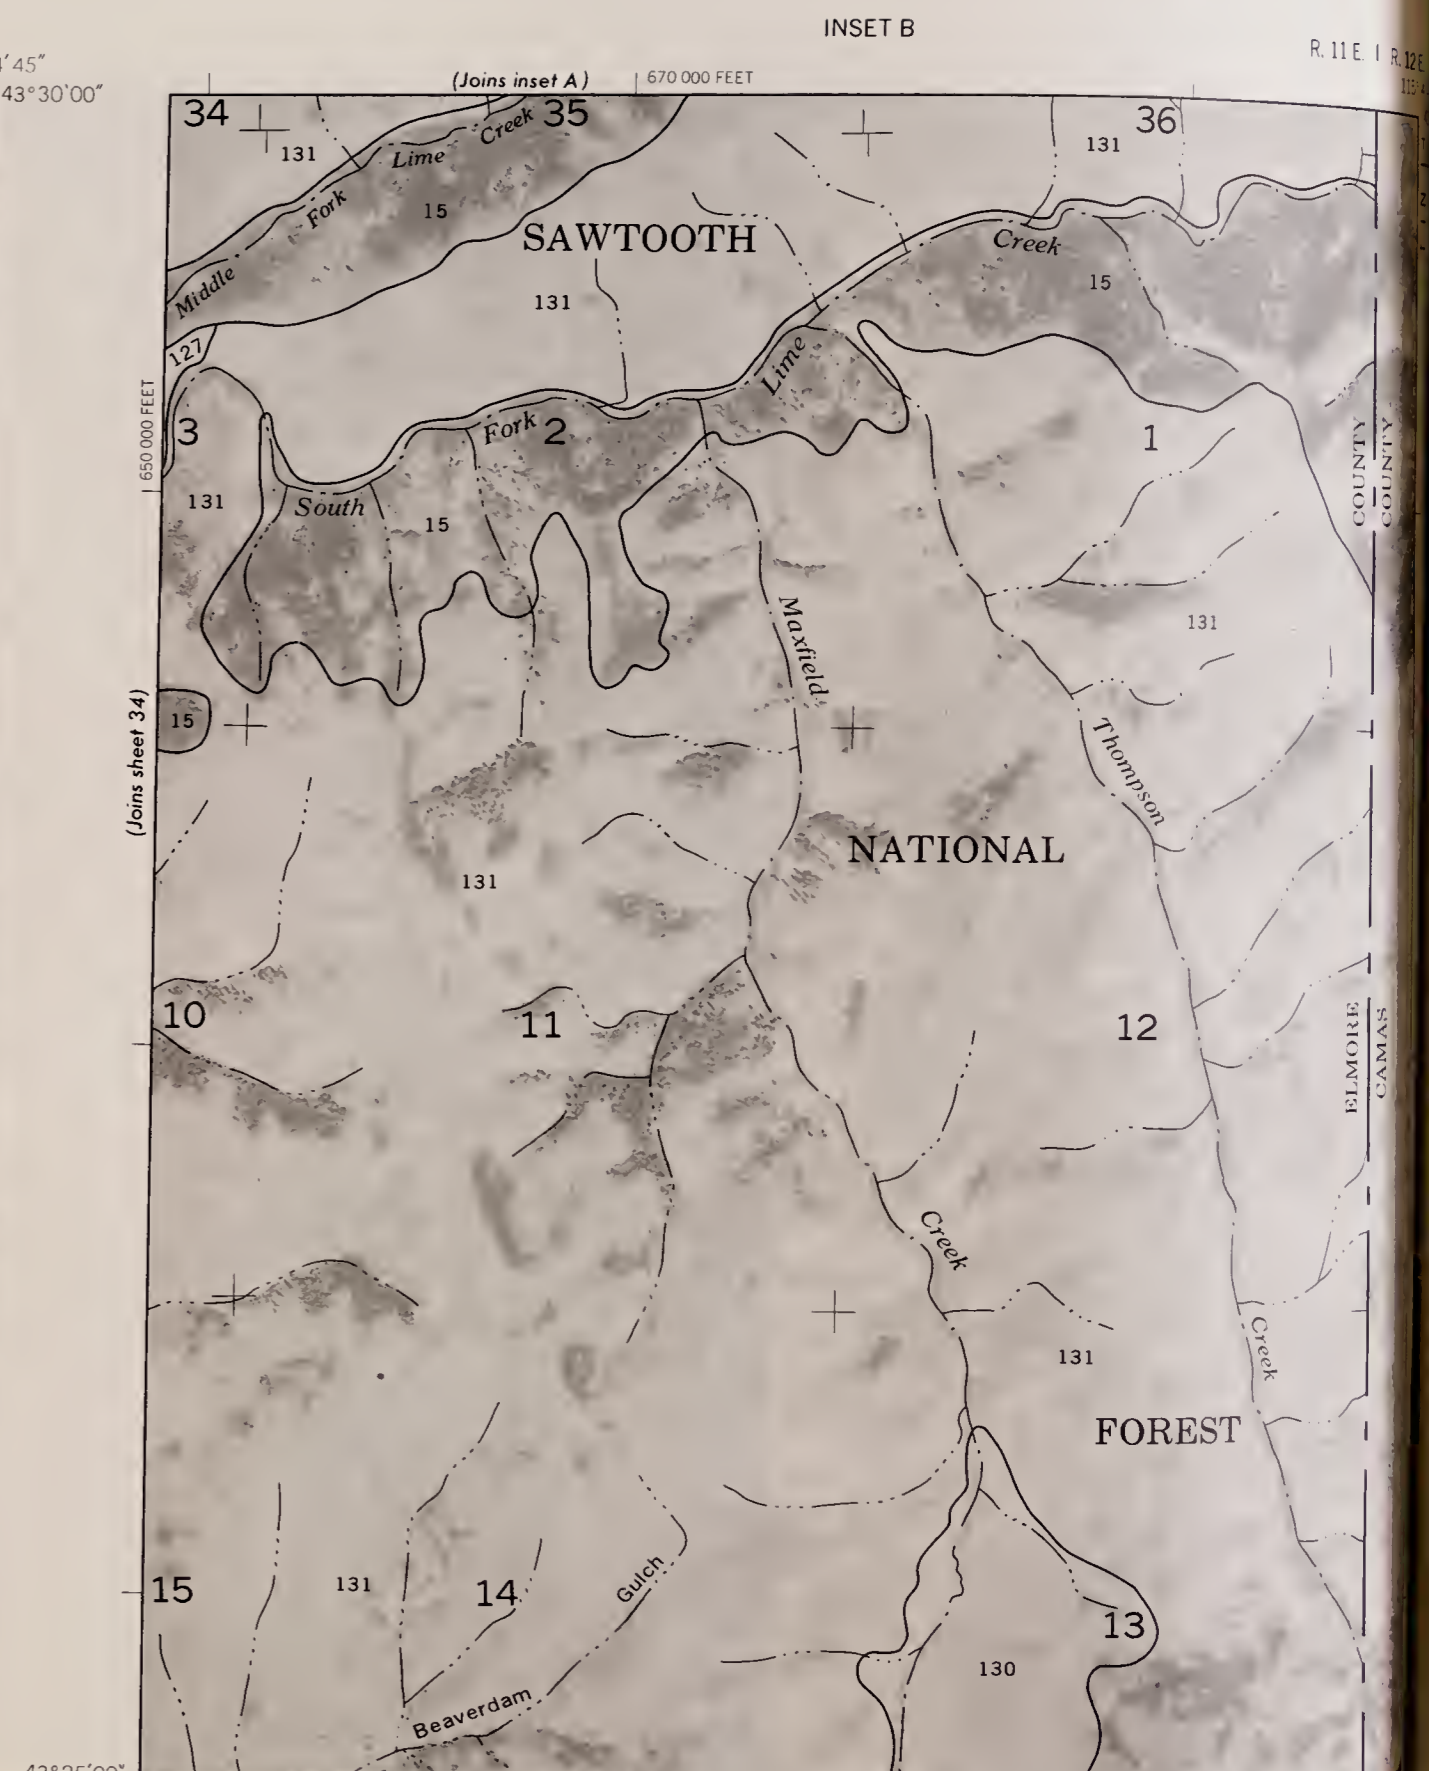 INSET B
R. 11 E. | R. 12 E.
4'45"
43°30'00"
(Joins inset A)
670 000 FEET
34
35
36
131
131
Middle Fork Lime Creek
15
SAWTOOTH
131
127
South Fork Lime Creek
15
650 000 FEET
3
2
1
131
15
COUNTY
COUNTY
131
Maxfield
15
(Joins sheet 34)
Thompson
131
NATIONAL
10
11
12
ELMORE
CAMAS
Creek
Creek
131
FOREST
15
131
14
Gulch
13
130
Beaverdam